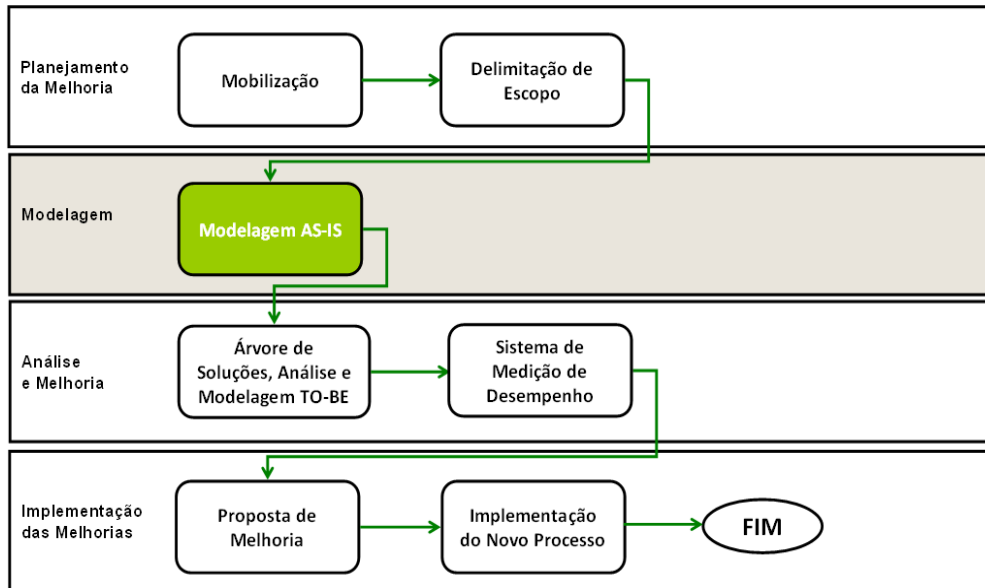 Planejamento
da Melhoria
Mobilização
Delimitação de
Escopo
Modelagem
Modelagem AS-IS
Análise
e Melhoria
Árvore de
Soluções, Análise e
Modelagem TO-BE
Sistema de
Medição de
Desempenho
Implementação
das Melhorias
Proposta de
Melhoria
Implementação
do Novo Processo
FIM